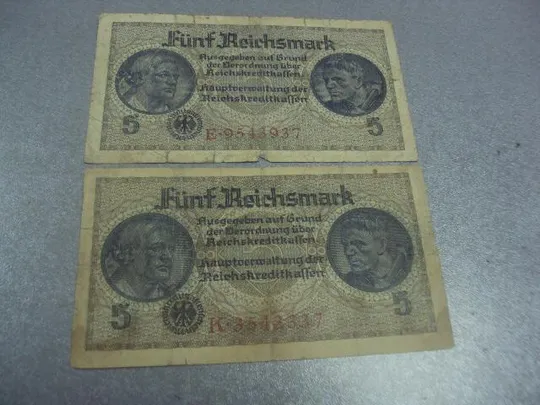 Fünf Reichsmark
Ausgegeben auf Grund
der Verordnung über
Reichskreditkassen
Hauptverwaltung der
Reichskreditkassen
5 5
E·9543937
Fünf Reichsmark
Ausgegeben auf Grund
der Verordnung über
Reichskreditkassen
Hauptverwaltung der
Reichskreditkassen
5 5